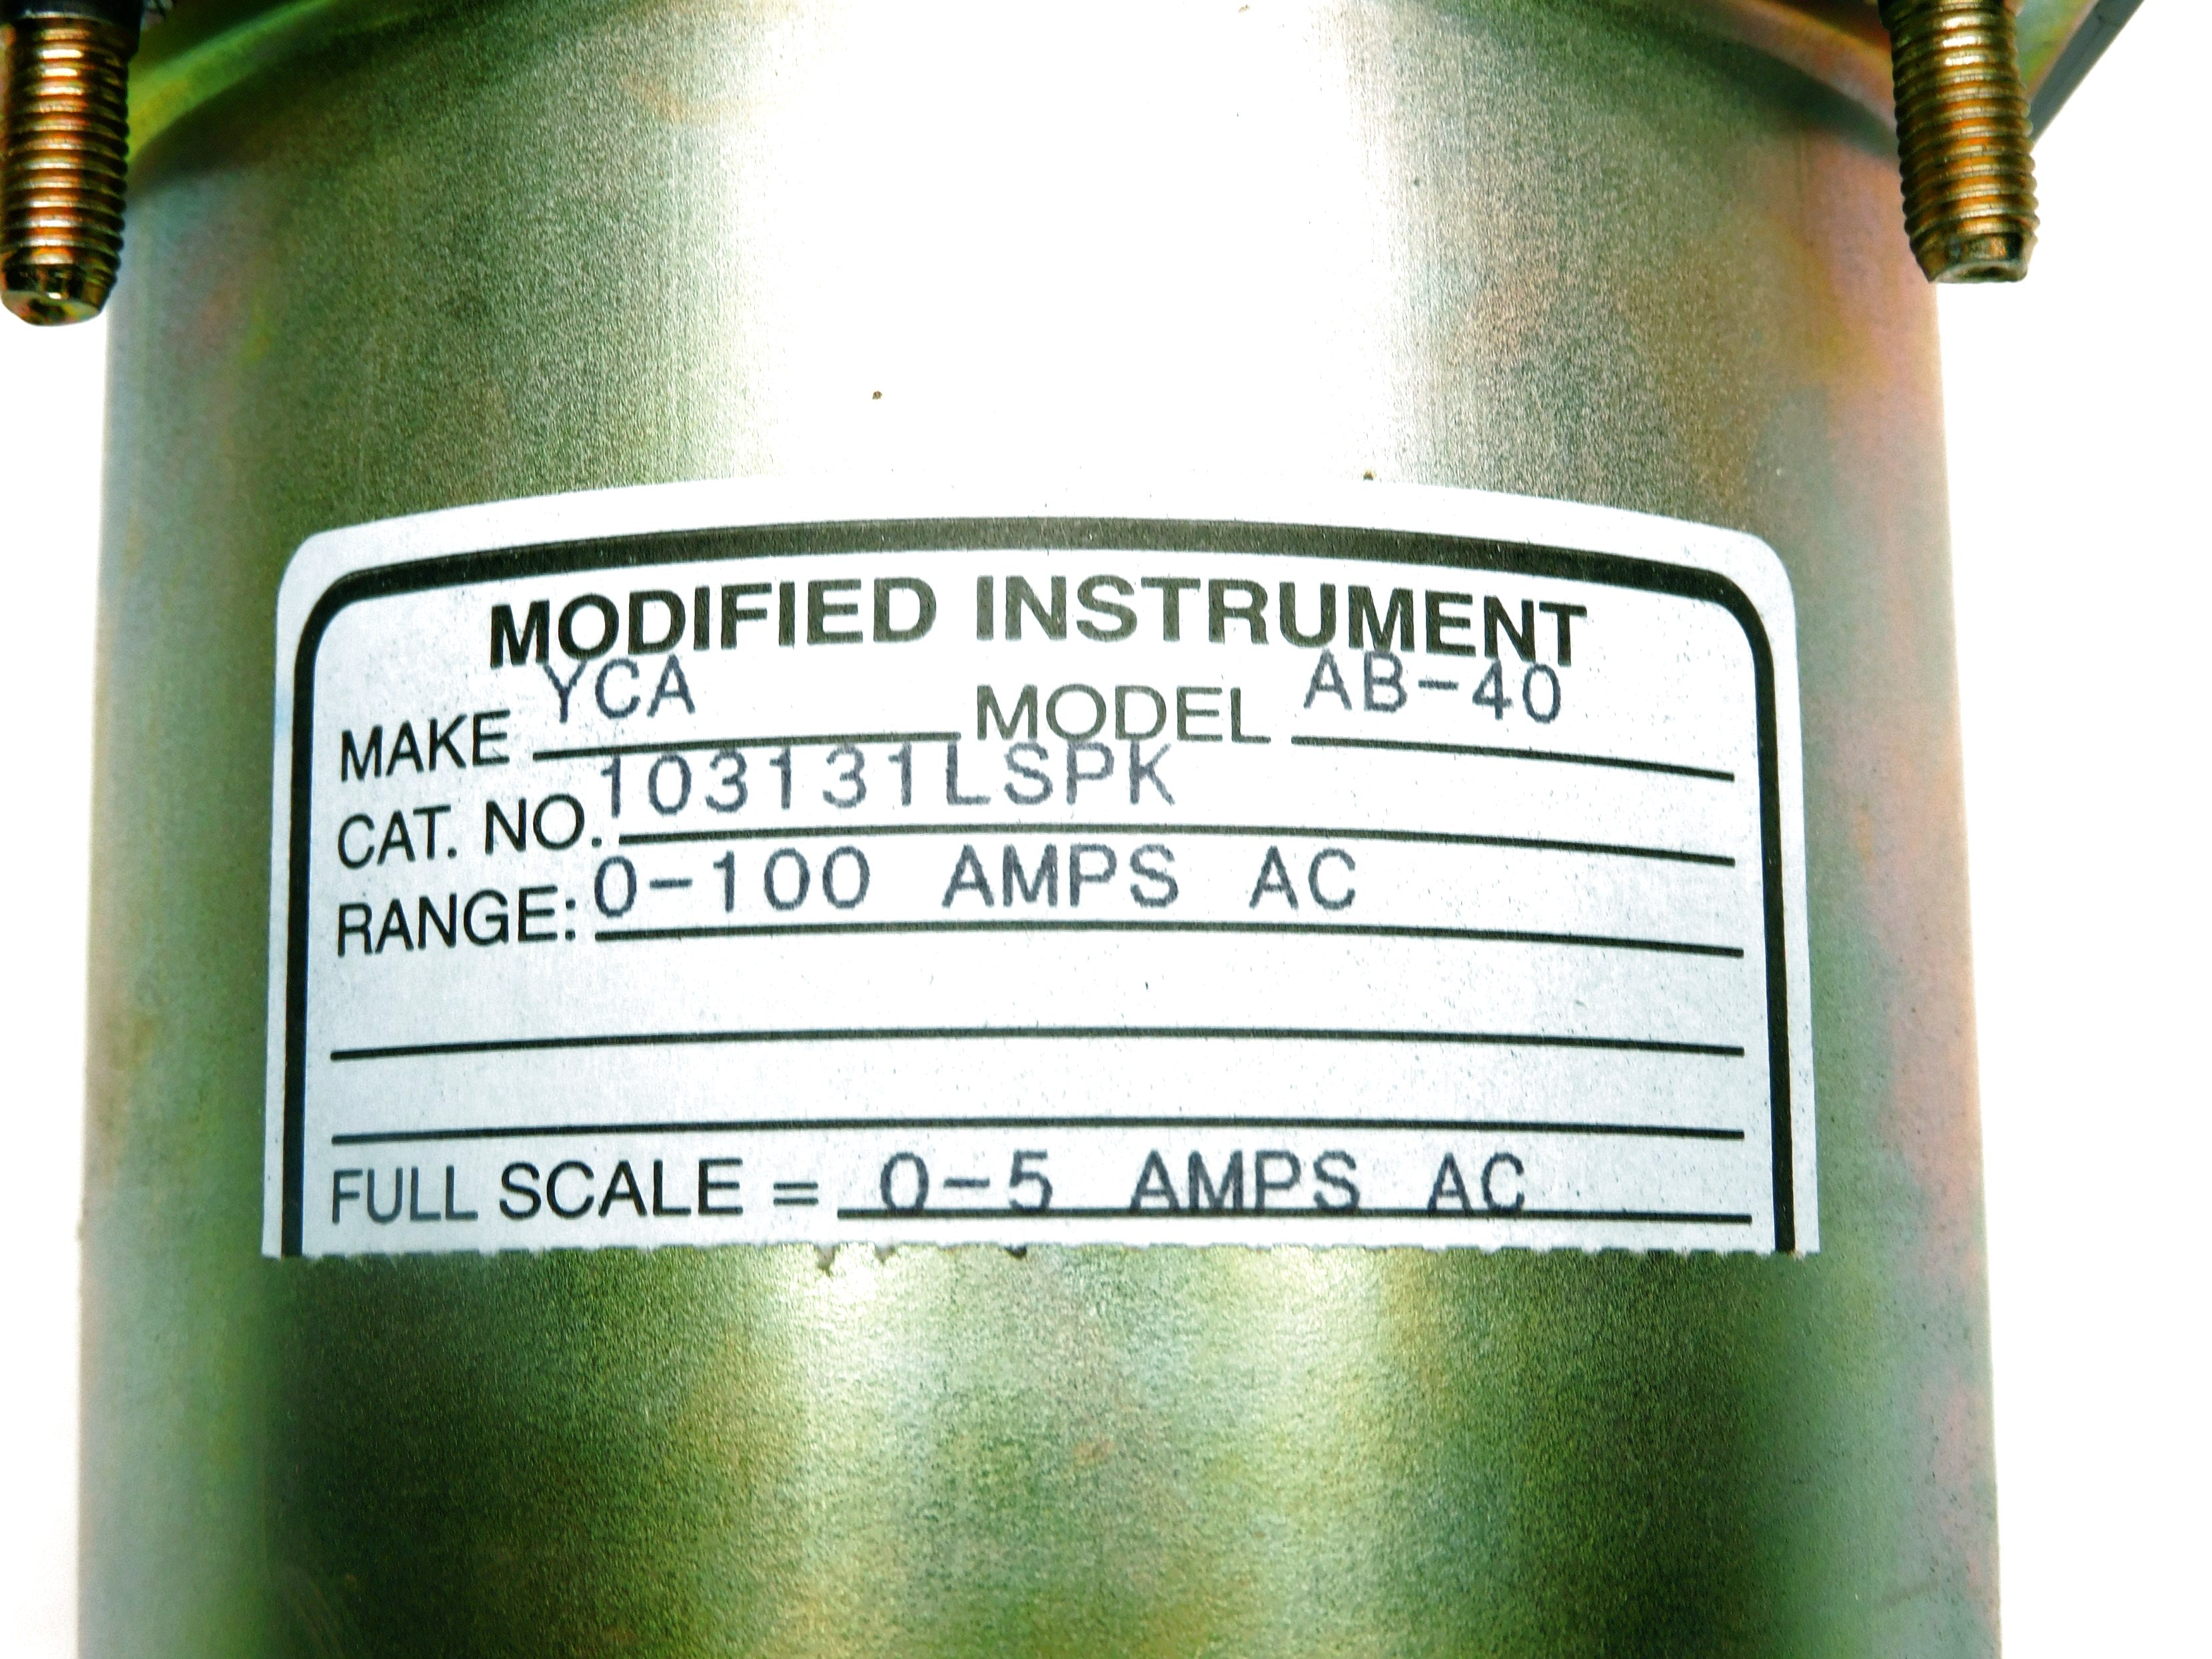 MODIFIED INSTRUMENT
MAKE YCA MODEL AB-40
CAT. NO. 103131LSPK
RANGE: 0-100 AMPS AC
FULL SCALE = 0-5 AMPS AC